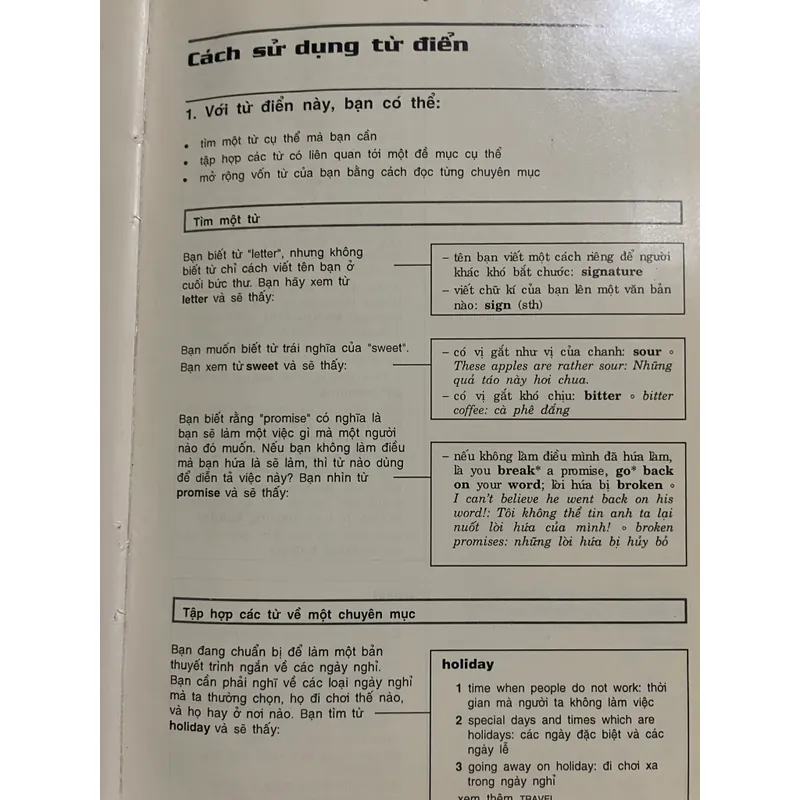 Cách sử dụng từ điển
1. Với từ điển này, bạn có thể:
• tìm một từ cụ thể mà bạn cần
• tập hợp các từ có liên quan tới một đề mục cụ thể
• mở rộng vốn từ của bạn bằng cách đọc từng chuyên mục
Tìm một từ
Bạn biết từ "letter", nhưng không
biết từ chỉ cách viết tên bạn ở
cuối bức thư. Bạn hãy xem từ
letter và sẽ thấy:
– tên bạn viết một cách riêng để người
khác khó bắt chước: signature
– viết chữ kí của bạn lên một văn bản
nào: sign (sth)
Bạn muốn biết từ trái nghĩa của "sweet".
Bạn xem từ sweet và sẽ thấy:
– có vị gắt như vị của chanh: sour ∘
These apples are rather sour: Những
quả táo này hơi chua.
– có vị gắt khó chịu: bitter ∘ bitter
coffee: cà phê đắng
Bạn biết rằng "promise" có nghĩa là
bạn sẽ làm một việc gì mà một người
nào đó muốn. Nếu bạn không làm điều
mà bạn hứa là sẽ làm, thì từ nào dùng
để diễn tả việc này? Bạn nhìn từ
promise và sẽ thấy:
– nếu không làm điều mình đã hứa làm,
là you break* a promise, go* back
on your word; lời hứa bị broken ∘
I can't believe he went back on his
word!: Tôi không thể tin anh ta lại
nuốt lời hứa của mình! ∘ broken
promises: những lời hứa bị hủy bỏ
Tập hợp các từ về một chuyên mục
Bạn đang chuẩn bị để làm một bản
thuyết trình ngắn về các ngày nghỉ.
Bạn cần phải nghĩ về các loại ngày nghỉ
mà ta thường chọn, họ đi chơi thế nào,
và họ hay ở nơi nào. Bạn tìm từ
holiday và sẽ thấy:
holiday
1 time when people do not work: thời
gian mà người ta không làm việc
2 special days and times which are
holidays: các ngày đặc biệt và các
ngày lễ
3 going away on holiday: đi chơi xa
trong ngày nghỉ
xem thêm TRAVEL